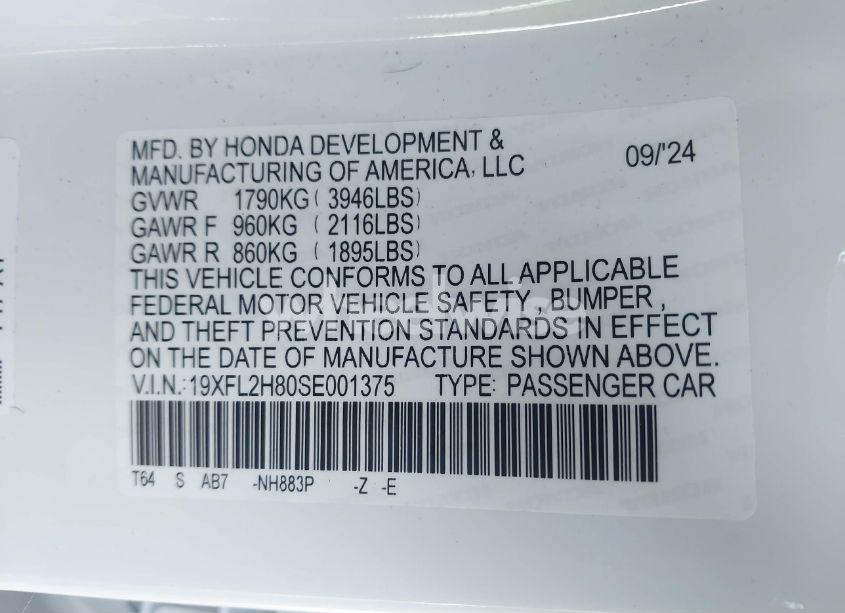 MFD. BY HONDA DEVELOPMENT &
MANUFACTURING OF AMERICA, LLC 09/'24
GVWR 1790KG ( 3946LBS)
GAWR F 960KG ( 2116LBS)
GAWR R 860KG ( 1895LBS)
THIS VEHICLE CONFORMS TO ALL APPLICABLE
FEDERAL MOTOR VEHICLE SAFETY , BUMPER ,
AND THEFT PREVENTION STANDARDS IN EFFECT
ON THE DATE OF MANUFACTURE SHOWN ABOVE.
V.I.N.: 19XFL2H80SE001375 TYPE: PASSENGER CAR
T64 S AB7 -NH883P -Z -E